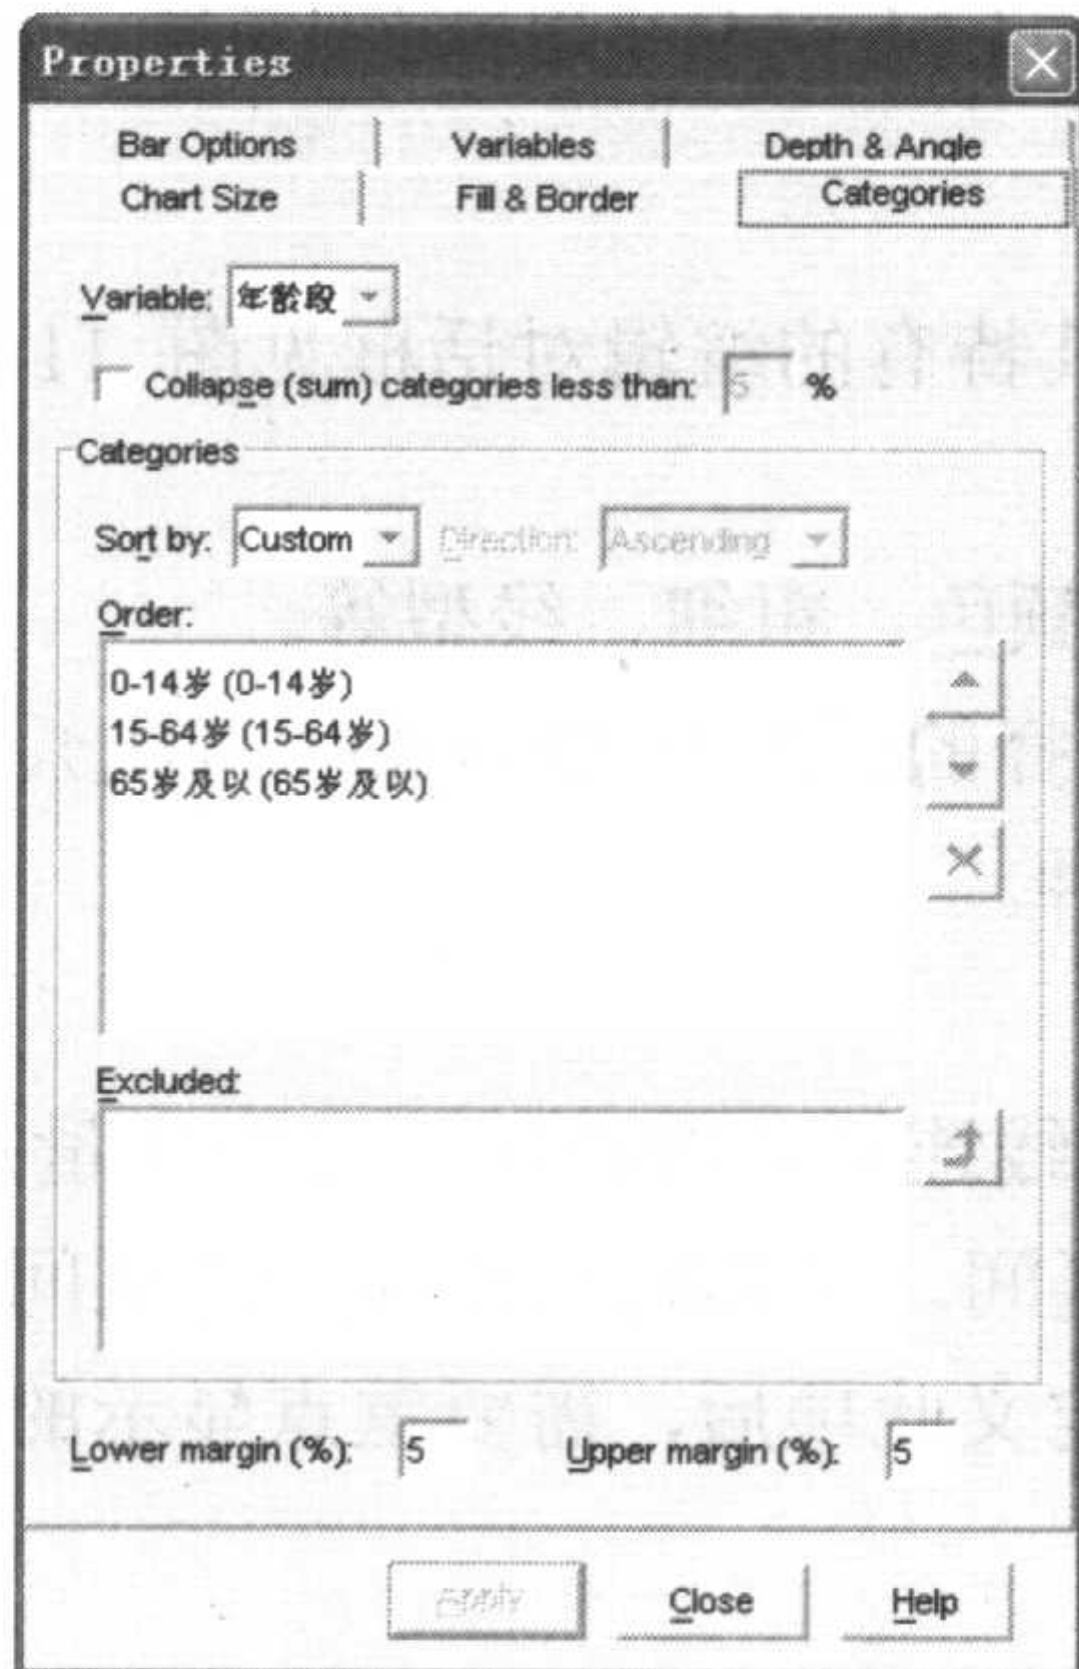 Properties
Bar Options Variables Depth & Angle
Chart Size Fill & Border Categories
Variable: 年龄段
Collapse (sum) categories less than: 5 %
Categories
Sort by: Custom Direction: Ascending
Order:
0-14岁 (0-14岁)
15-64岁 (15-64岁)
65岁及以 (65岁及以)
Excluded:
Lower margin (%): 5 Upper margin (%): 5
Apply Close Help